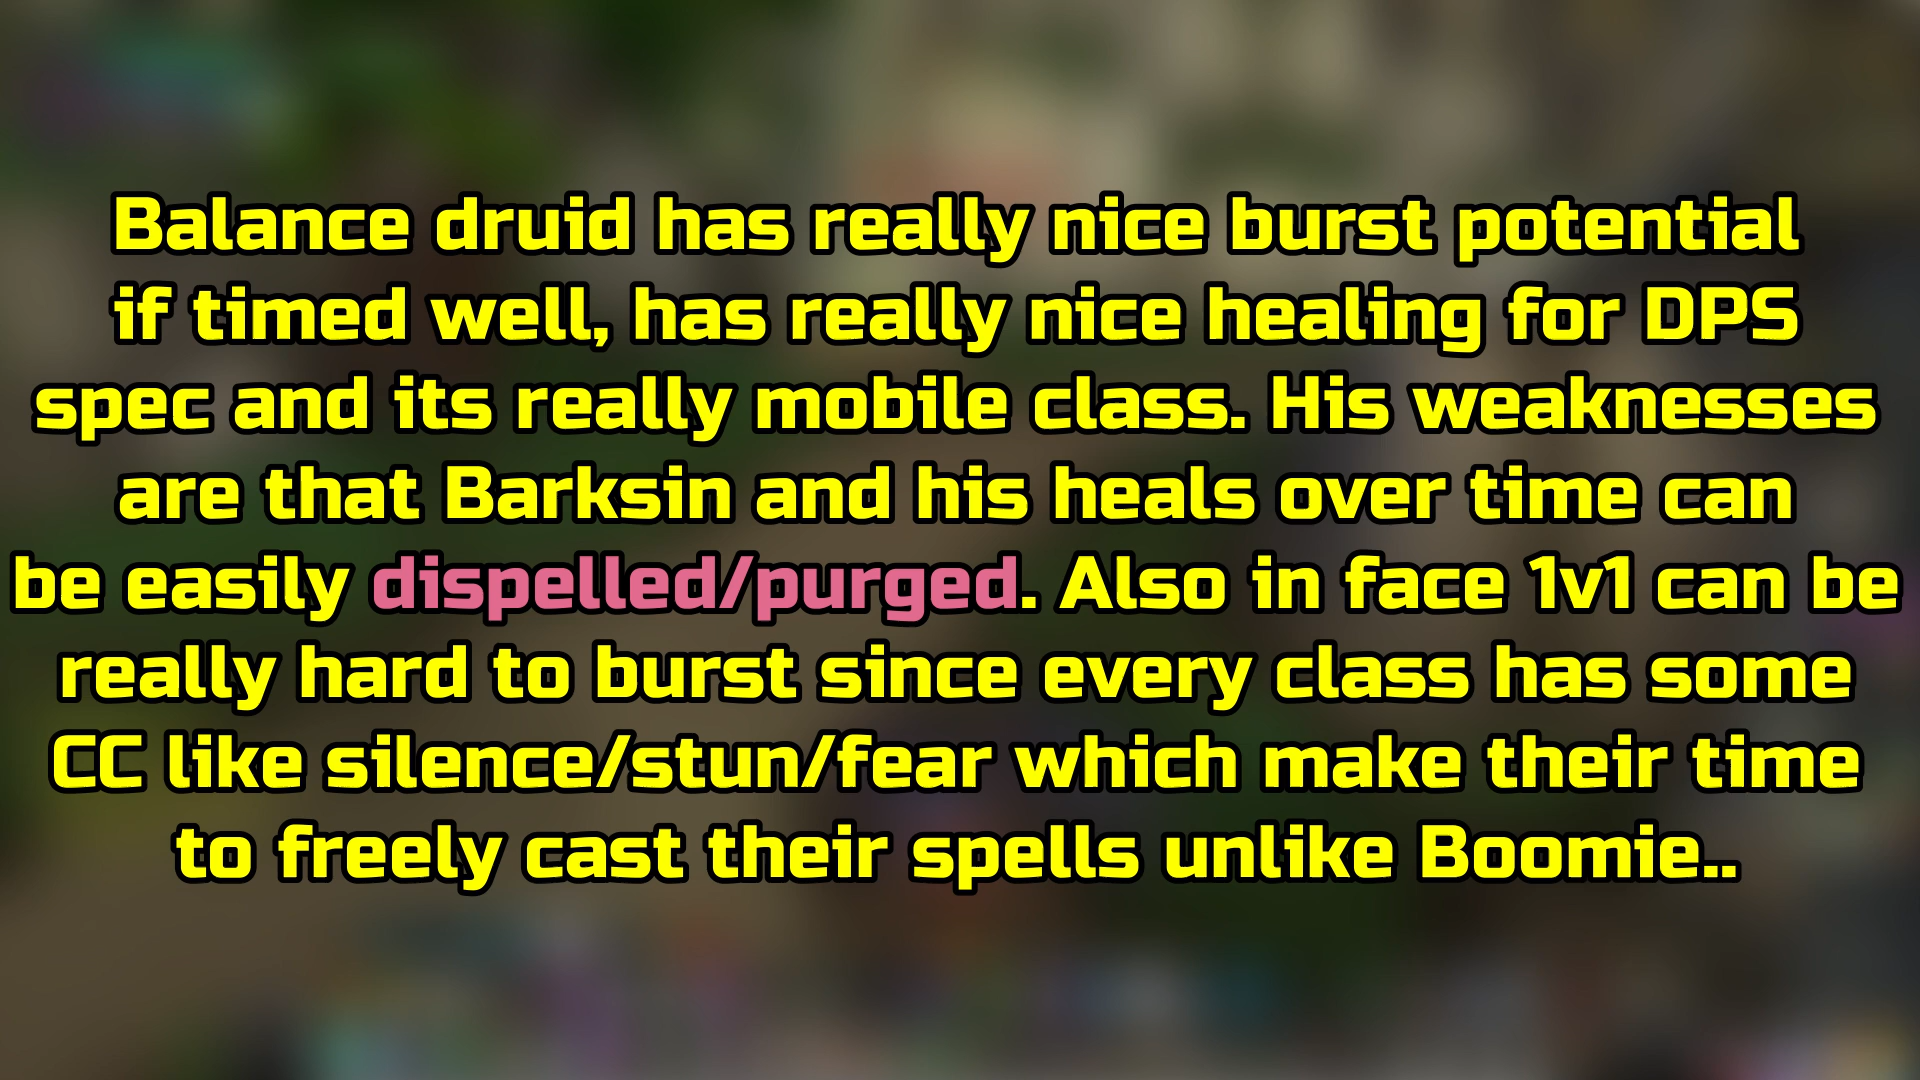 Balance druid has really nice burst potential
if timed well, has really nice healing for DPS
spec and its really mobile class. His weaknesses
are that Barksin and his heals over time can
be easily dispelled/purged. Also in face 1v1 can be
really hard to burst since every class has some
CC like silence/stun/fear which make their time
to freely cast their spells unlike Boomie..